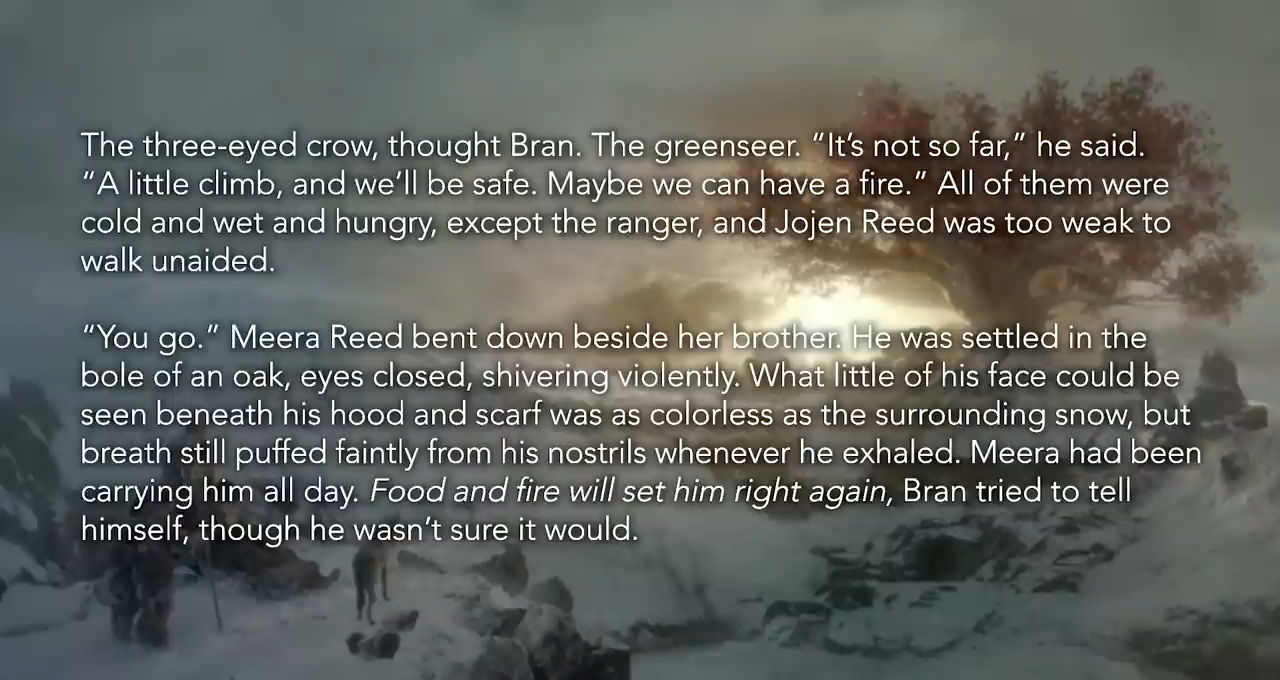 The three-eyed crow, thought Bran. The greenseer. “It’s not so far,” he said.
“A little climb, and we’ll be safe. Maybe we can have a fire.” All of them were
cold and wet and hungry, except the ranger, and Jojen Reed was too weak to
walk unaided.
“You go.” Meera Reed bent down beside her brother. He was settled in the
bole of an oak, eyes closed, shivering violently. What little of his face could be
seen beneath his hood and scarf was as colorless as the surrounding snow, but
breath still puffed faintly from his nostrils whenever he exhaled. Meera had been
carrying him all day. Food and fire will set him right again, Bran tried to tell
himself, though he wasn’t sure it would.